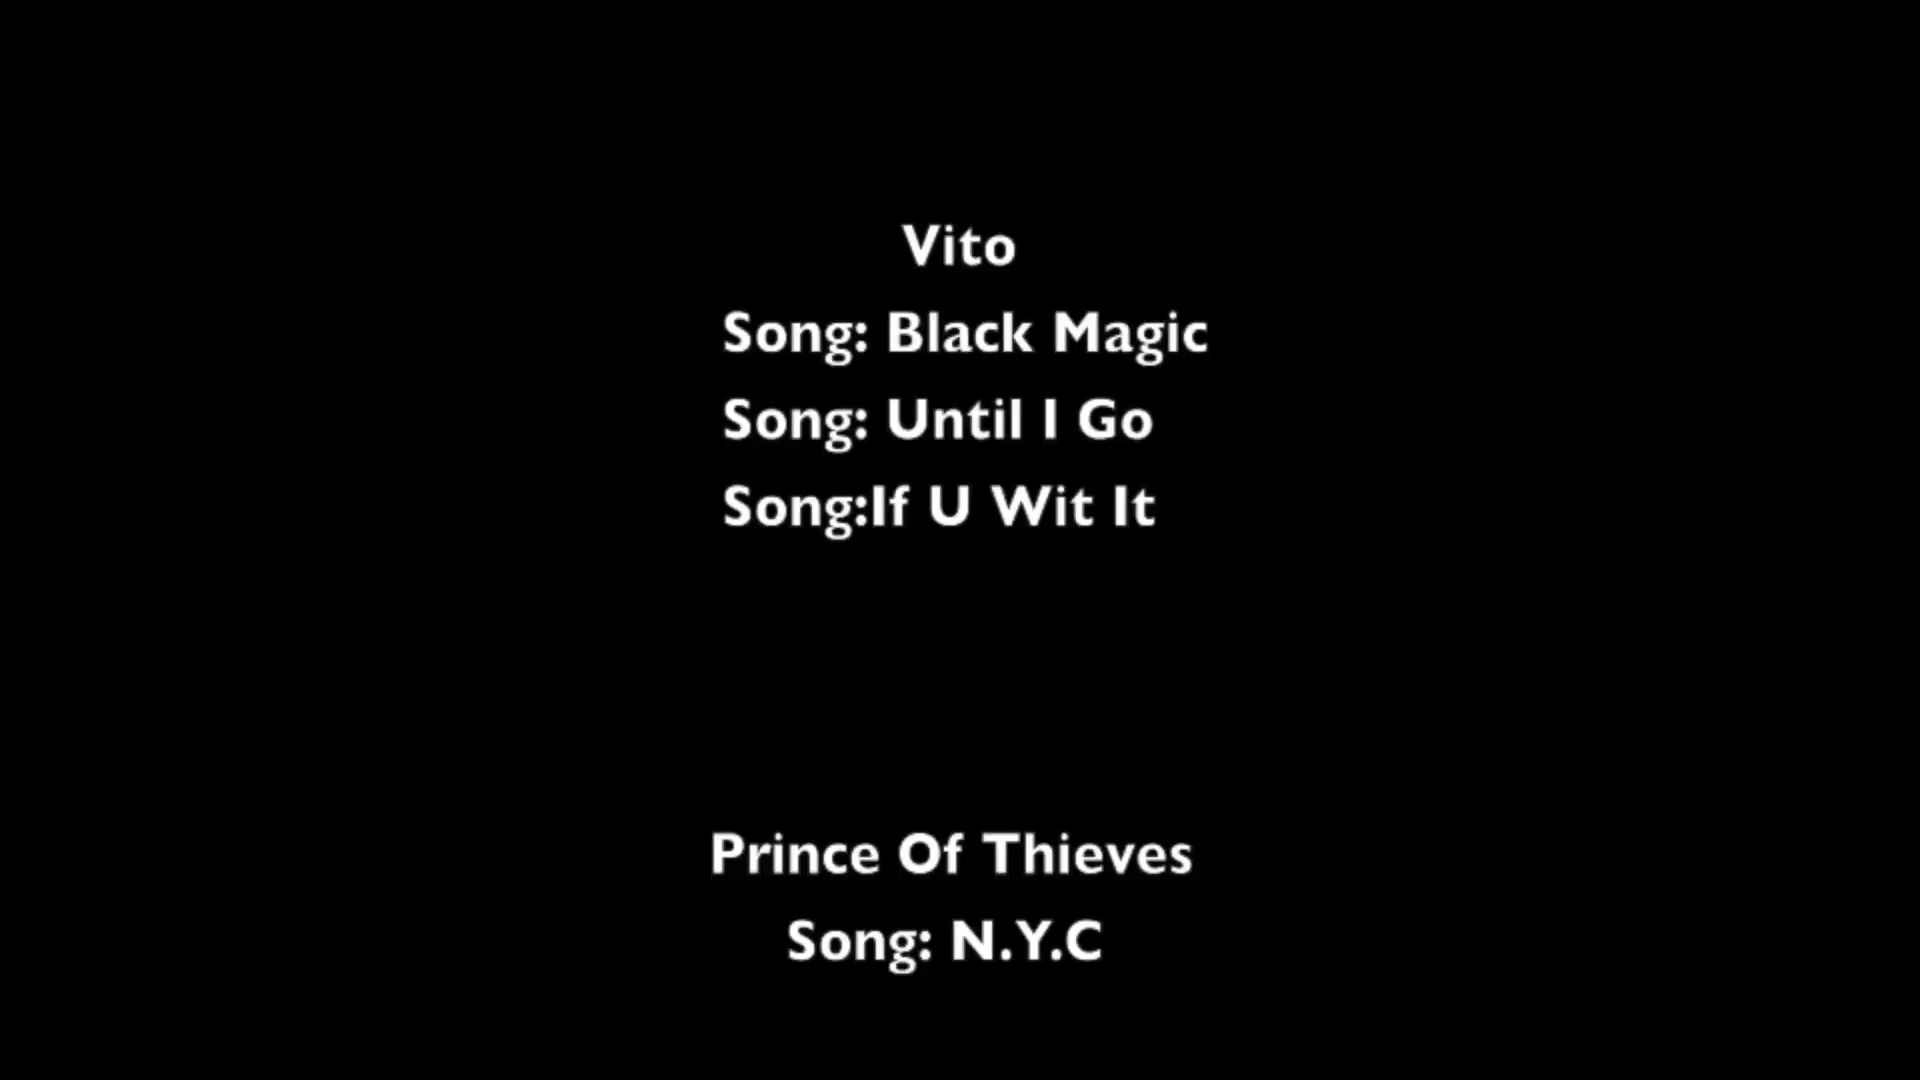 Vito
Song: Black Magic
Song: Until I Go
Song:If U Wit It
Prince Of Thieves
Song: N.Y.C